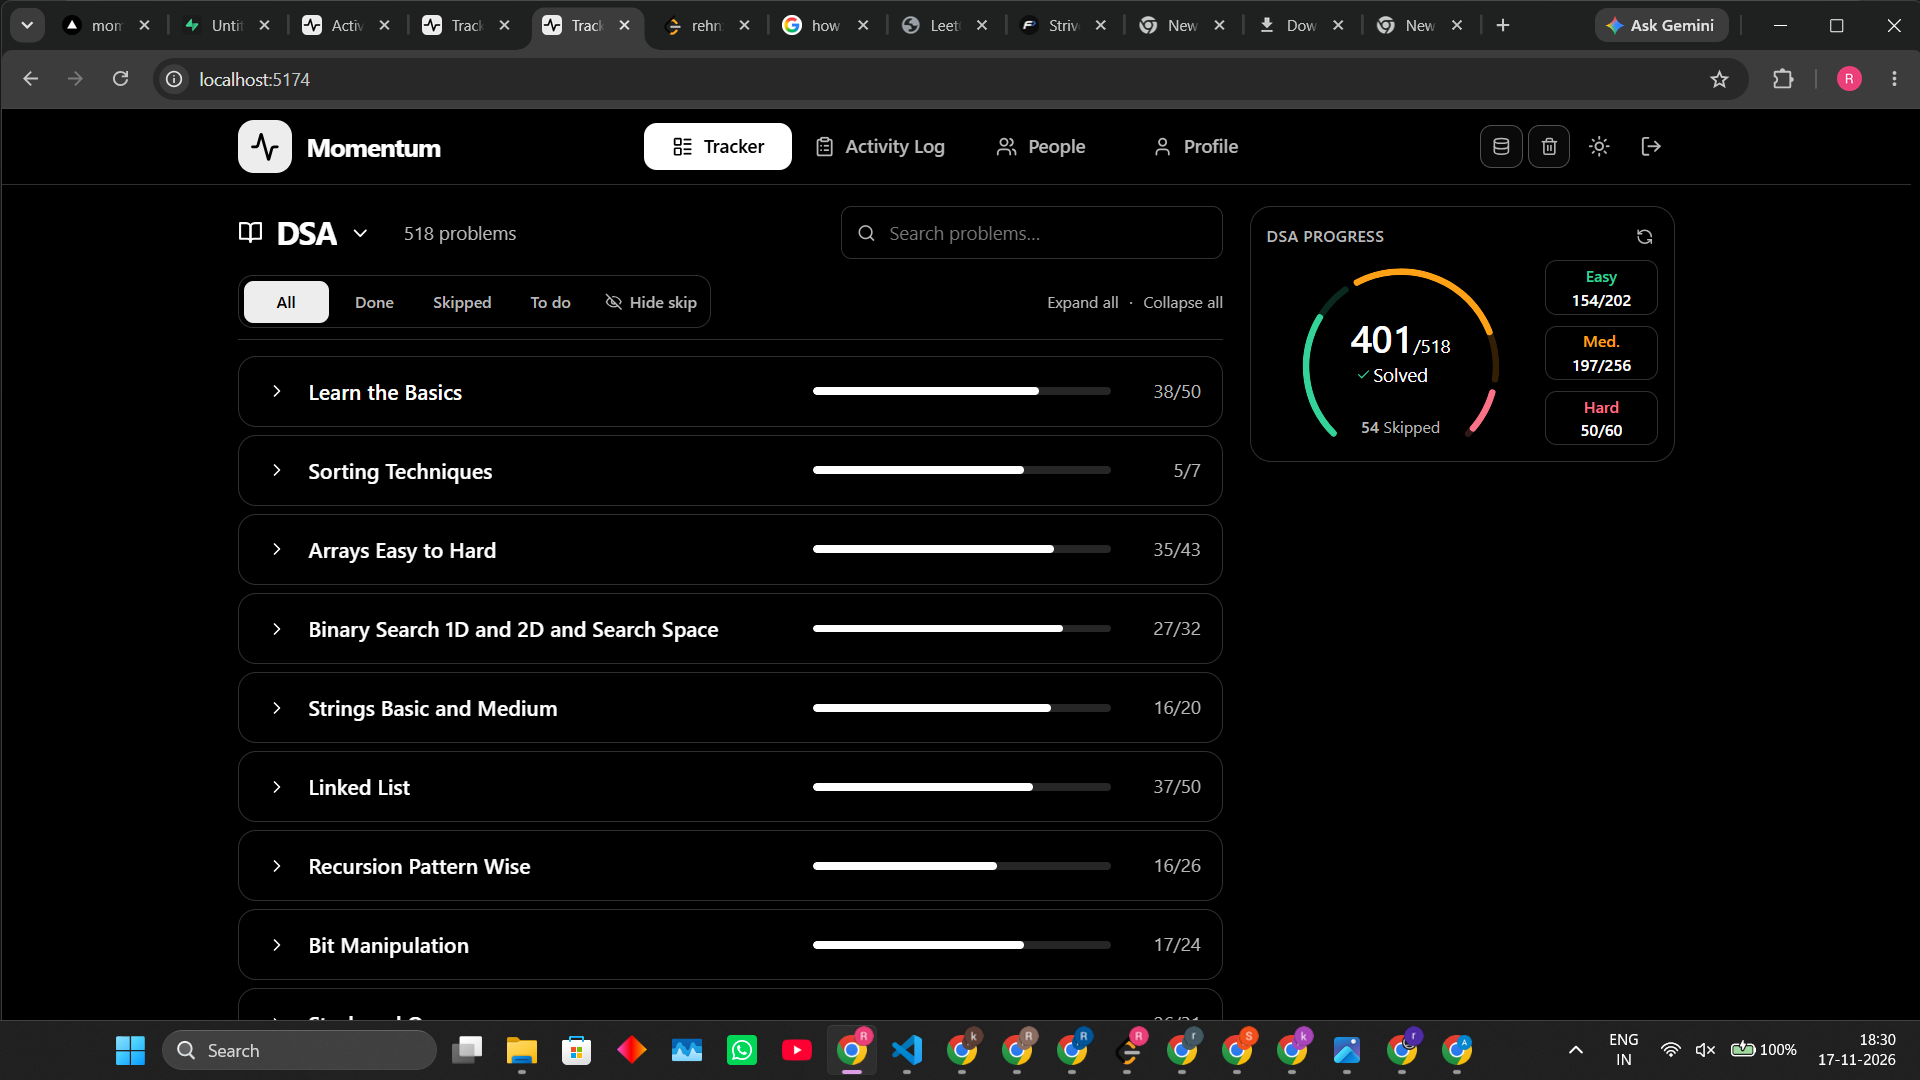 mom
Unti
Activ
Track
Track
rehn
how
Leet
Striv
New
Dow
New
Ask Gemini
localhost:5174
R
Momentum
Tracker
Activity Log
People
Profile
DSA
518 problems
Search problems...
All
Done
Skipped
To do
Hide skip
Expand all · Collapse all
Learn the Basics
38/50
Sorting Techniques
5/7
Arrays Easy to Hard
35/43
Binary Search 1D and 2D and Search Space
27/32
Strings Basic and Medium
16/20
Linked List
37/50
Recursion Pattern Wise
16/26
Bit Manipulation
17/24
DSA PROGRESS
401/518
Solved
54 Skipped
Easy
154/202
Med.
197/256
Hard
50/60
Search
R
k
R
R
R
r
S
k
r
A
ENG
IN
100%
18:30
17-11-2026